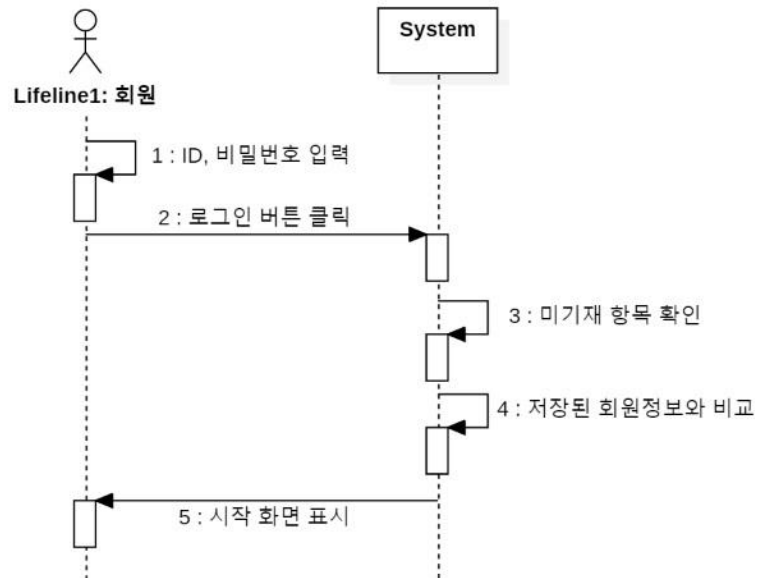 System
Lifeline1: 회원
1 : ID, 비밀번호 입력
2 : 로그인 버튼 클릭
3 : 미기재 항목 확인
4 : 저장된 회원정보와 비교
5 : 시작 화면 표시